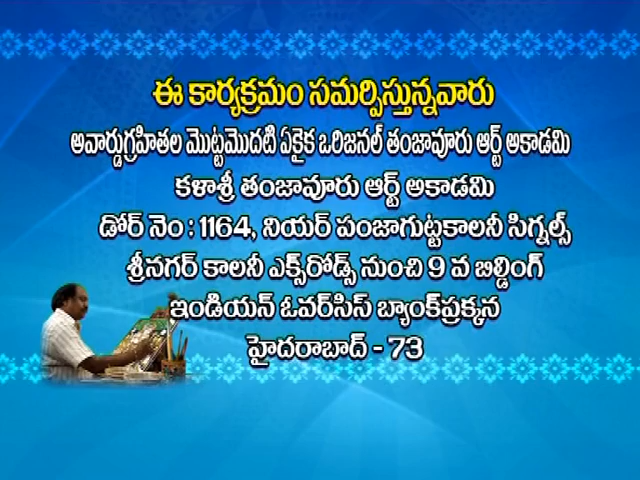 ఈ కార్యక్రమం సమర్పిస్తున్నవారు
అవార్డుగ్రహితల మొట్టమొదటి ఏకైక ఒరిజనల్ తంజావూరు ఆర్ట్ అకాడమి
కళాశ్రీ తంజావూరు ఆర్ట్ అకాడమి
డోర్ నెం : 1164, నియర్ పంజాగుట్టకాలనీ సిగ్నల్స్
శ్రీనగర్ కాలనీ ఎక్స్‌రోడ్స్ నుంచి 9 వ బిల్డింగ్
ఇండియన్ ఓవర్‌సిస్ బ్యాంక్‌ప్రక్కన
హైదరాబాద్ - 73